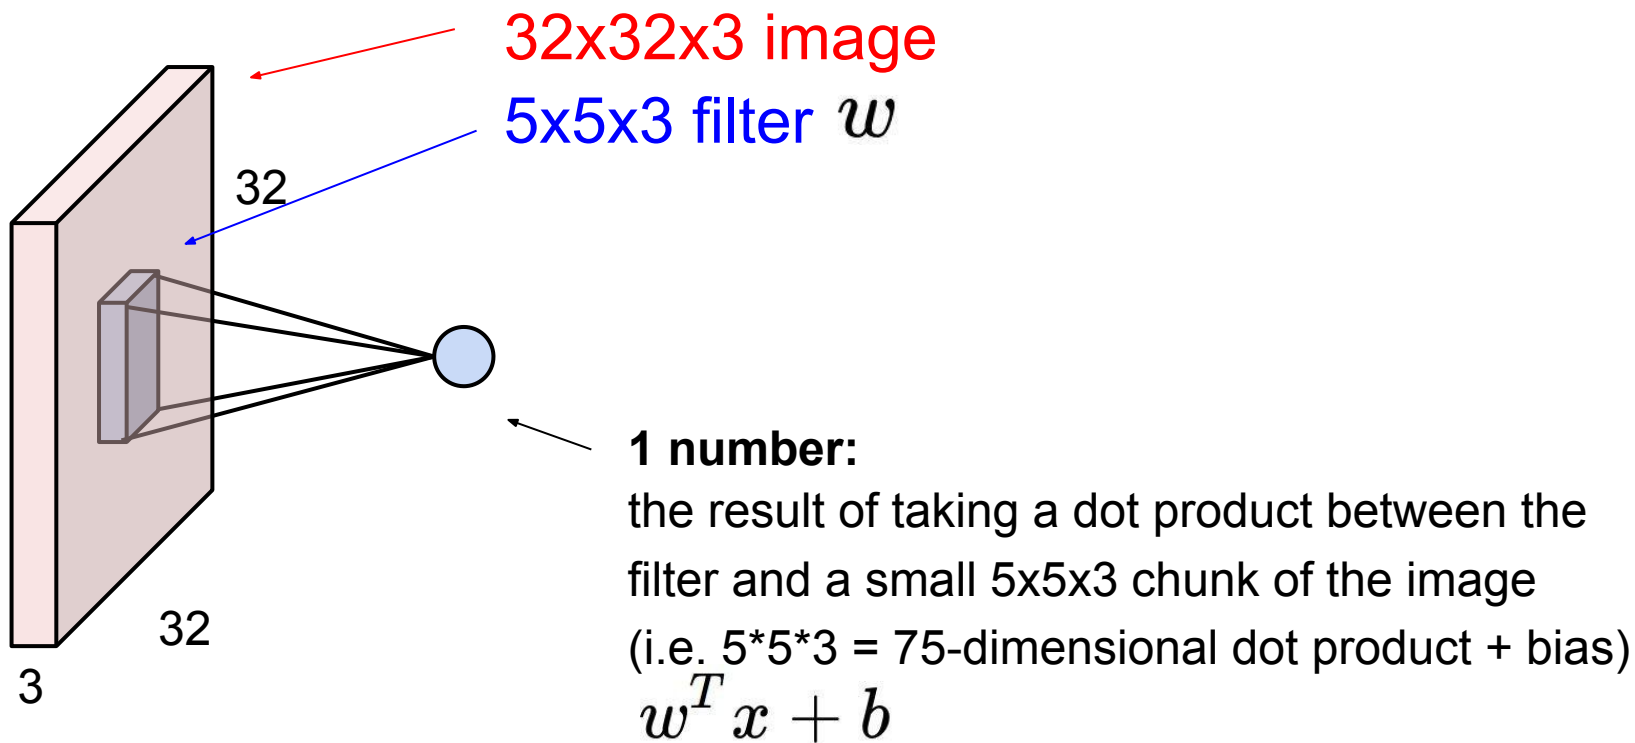 32x32x3 image
5x5x3 filter w
32
32
3
1 number:
the result of taking a dot product between the
filter and a small 5x5x3 chunk of the image
(i.e. 5*5*3 = 75-dimensional dot product + bias)
w^T x + b